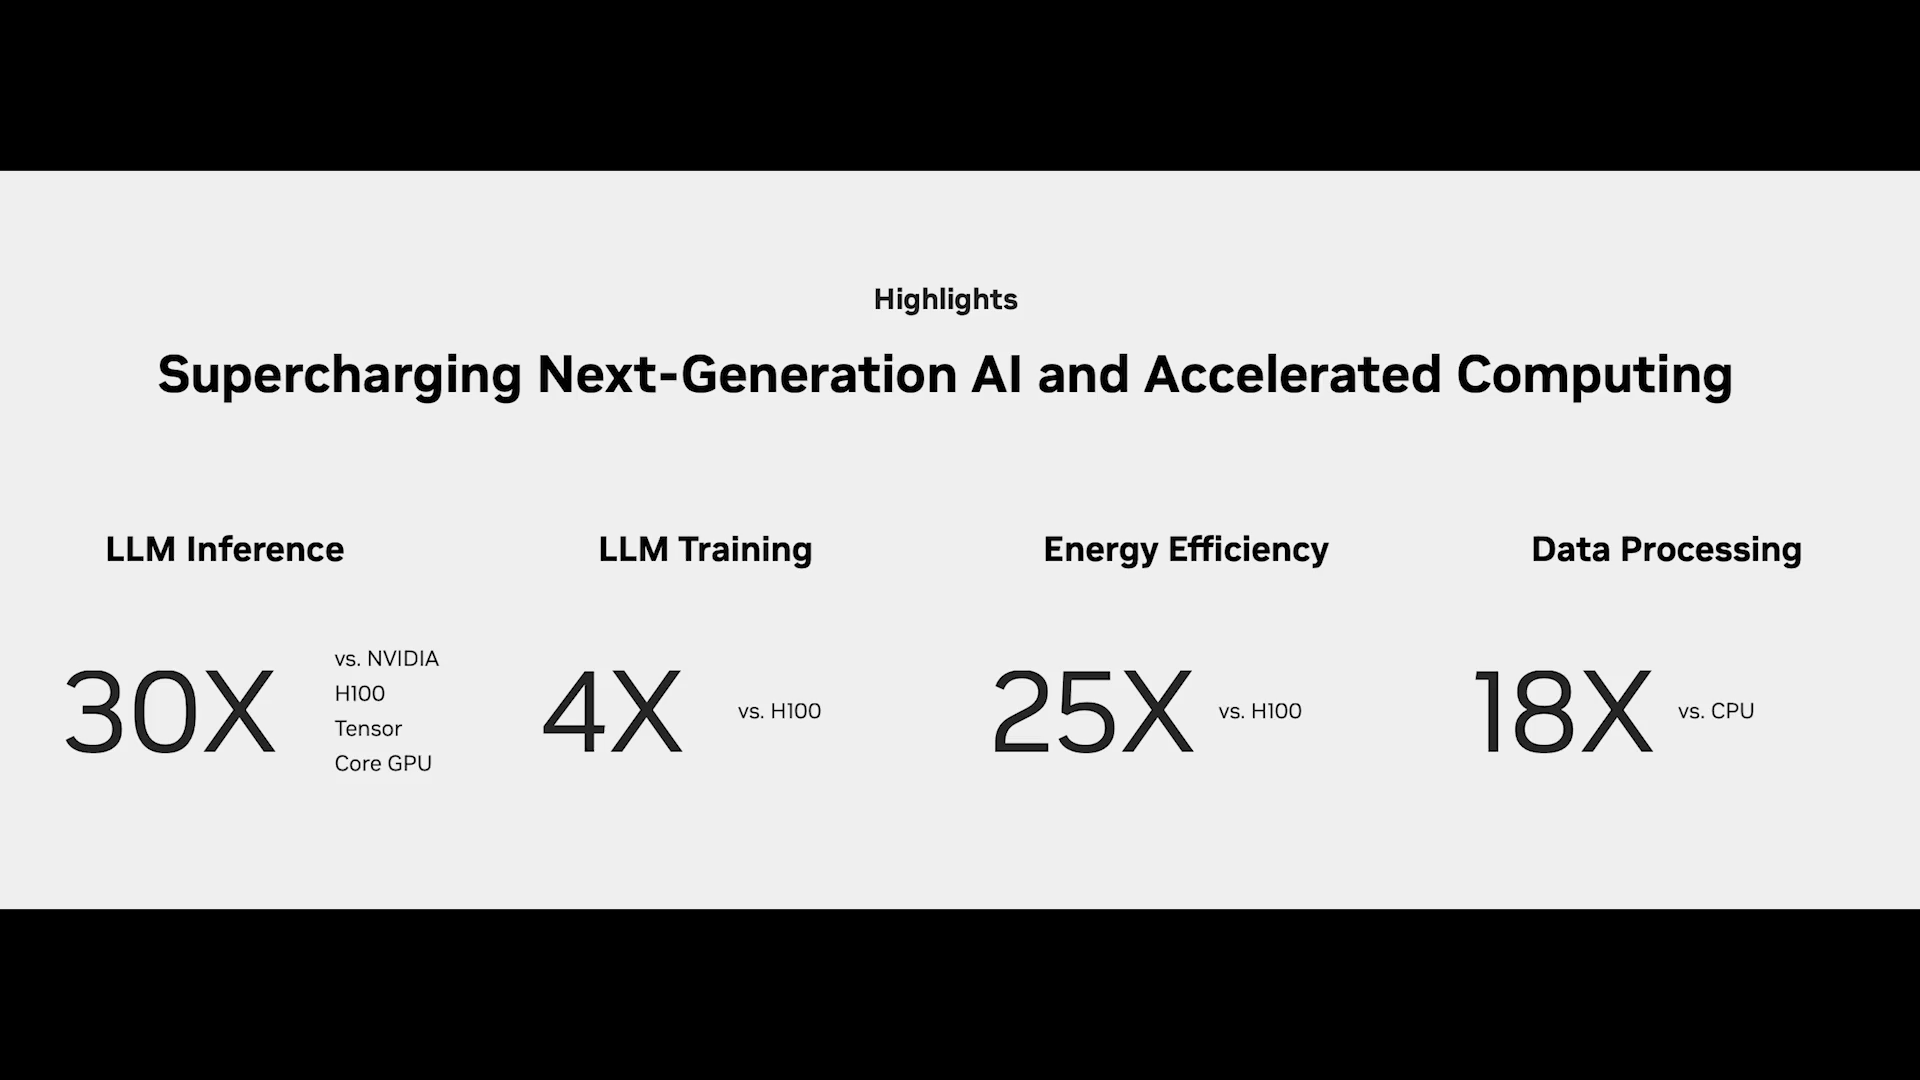 Highlights
Supercharging Next-Generation AI and Accelerated Computing
LLM Inference
30X
vs. NVIDIA
H100
Tensor
Core GPU
LLM Training
4X
vs. H100
Energy Efficiency
25X
vs. H100
Data Processing
18X
vs. CPU